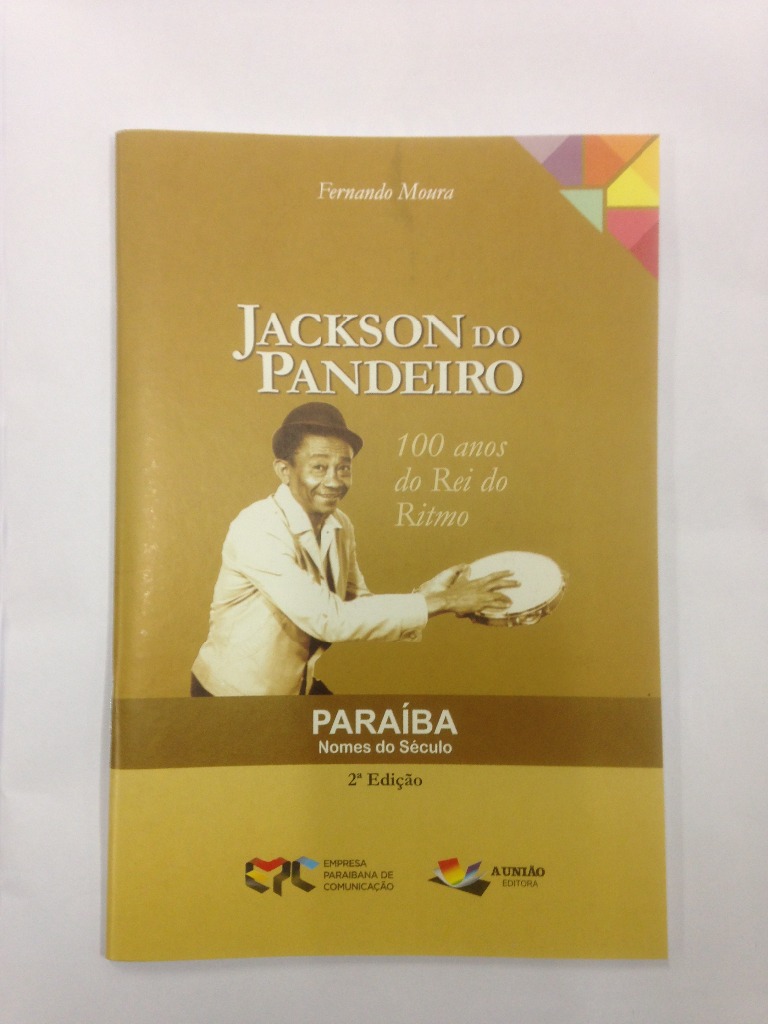 Fernando Moura
JACKSON DO
PANDEIRO
100 anos
do Rei do
Ritmo
PARAÍBA
Nomes do Século
2ª Edição
EPC
EMPRESA
PARAIBANA DE
COMUNICAÇÃO
A UNIÃO
EDITORA